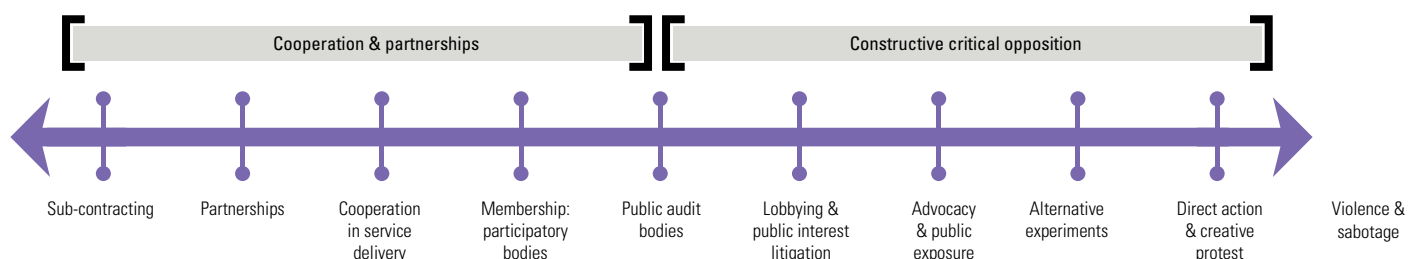 Cooperation & partnerships
Constructive critical opposition
Sub-contracting
Partnerships
Cooperation
in service
delivery
Membership:
participatory
bodies
Public audit
bodies
Lobbying &
public interest
litigation
Advocacy
& public
exposure
Alternative
experiments
Direct action
& creative
protest
Violence &
sabotage